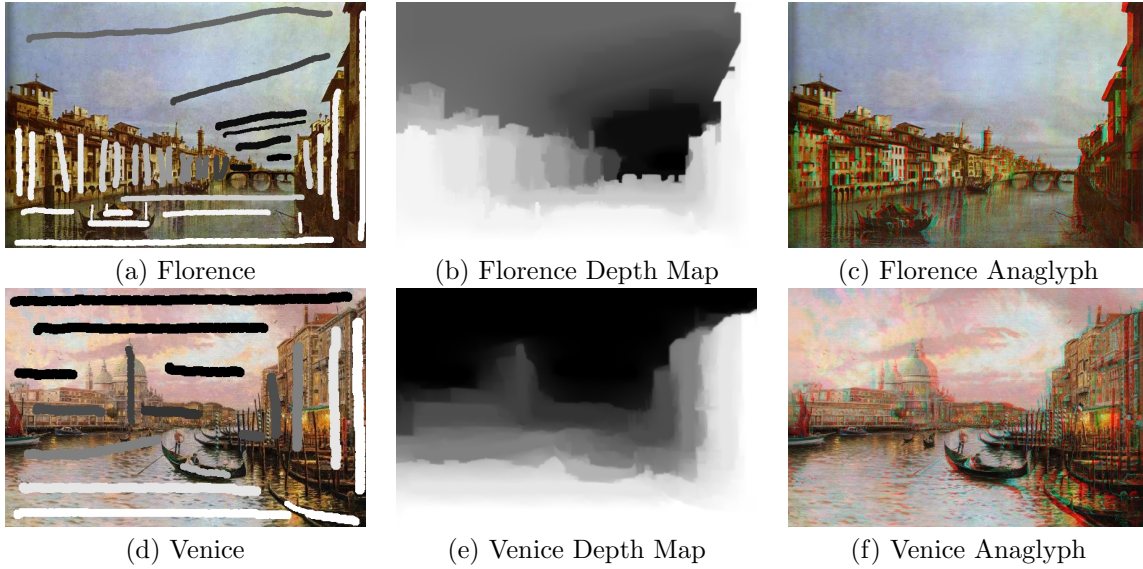 (a) Florence
(b) Florence Depth Map
(c) Florence Anaglyph
(d) Venice
(e) Venice Depth Map
(f) Venice Anaglyph